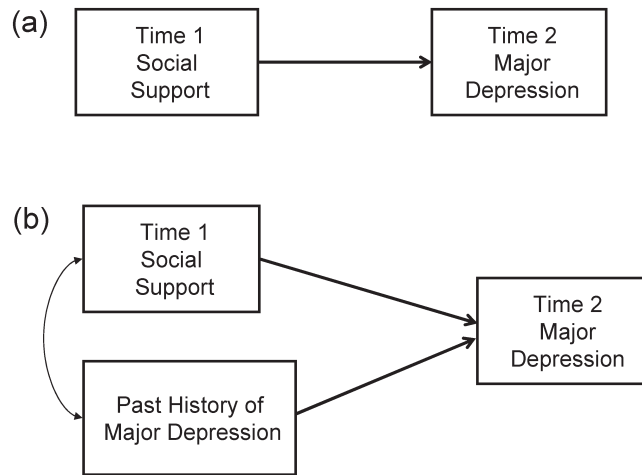 (a)
Time 1
Social
Support
Time 2
Major
Depression
(b)
Time 1
Social
Support
Time 2
Major
Depression
Past History of
Major Depression